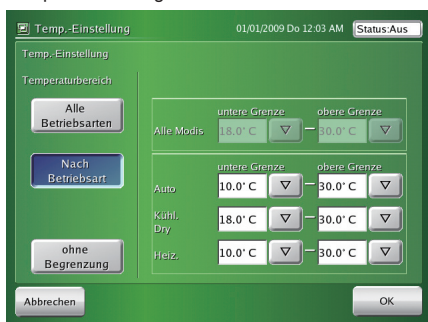 Temp.-Einstellung 01/01/2009 Do 12:03 AM Status:Aus
Temp.-Einstellung
Temperaturbereich
Alle
Betriebsarten
Nach
Betriebsart
ohne
Begrenzung
untere Grenze obere Grenze
Alle Modis 18.0°C – 30.0°C
untere Grenze obere Grenze
Auto 10.0°C – 30.0°C
Kühl.
Dry 18.0°C – 30.0°C
Heiz. 10.0°C – 30.0°C
Abbrechen OK